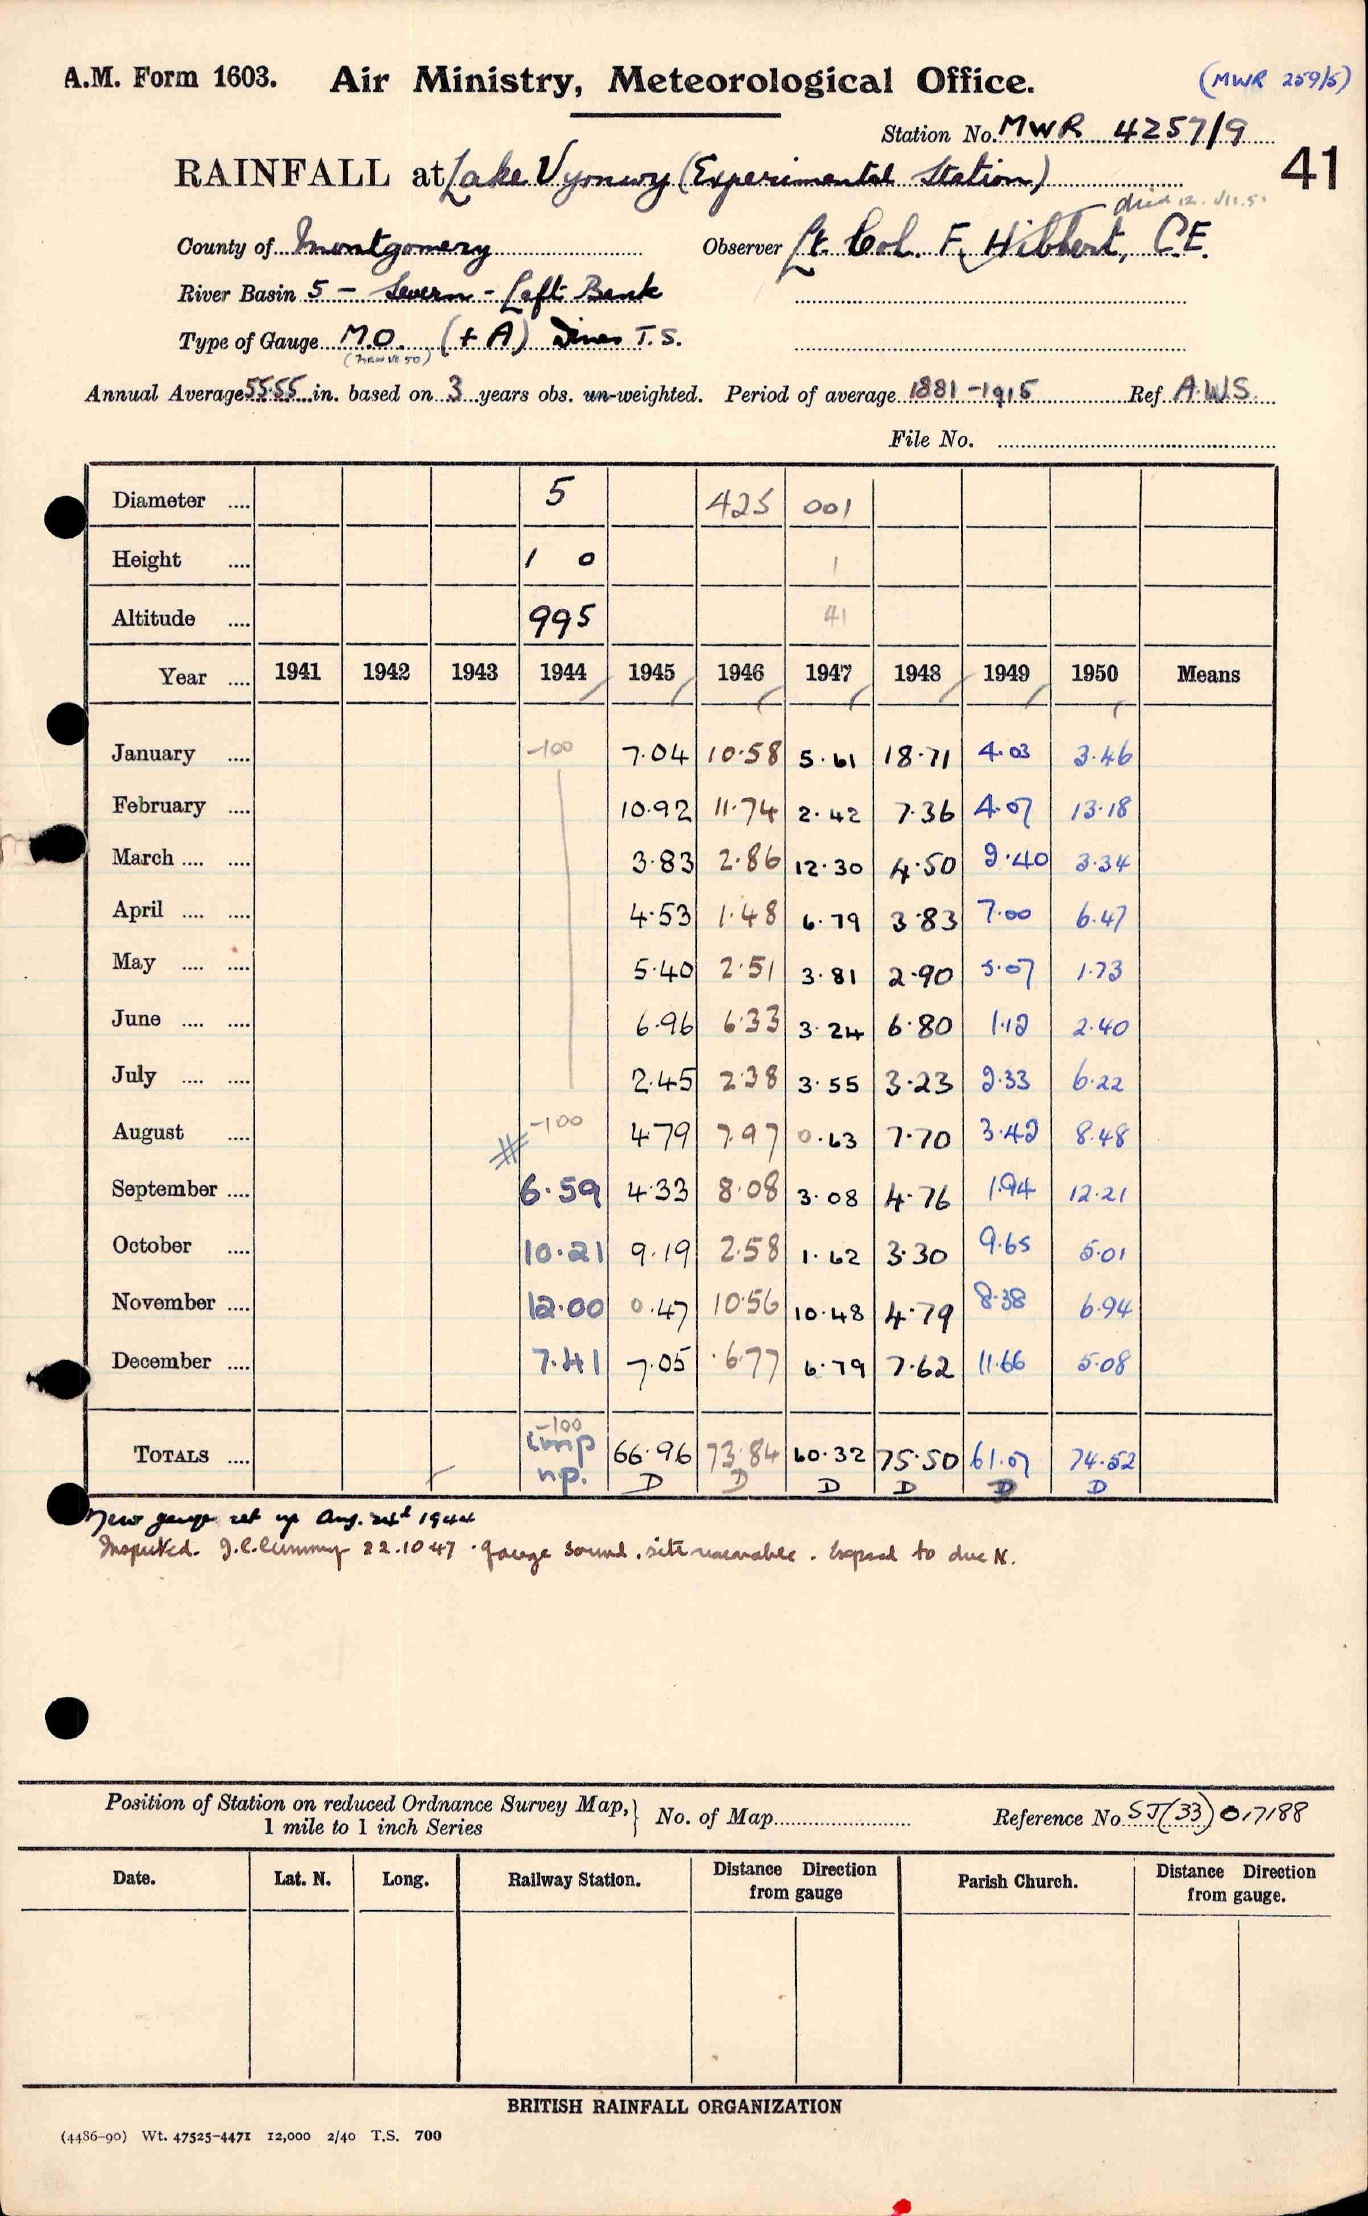 A.M. Form 1603. Air Ministry, Meteorological Office. (MWR 259/5)
Station No. MWR 4257/9
41
RAINFALL at Lake Vyrnwy (Experimental Station)
died 12.
County of Montgomery Observer Lt. Col. F. Hibbert, C.E.
River Basin 5 - Severn - Left Bank
Type of Gauge M.O. (+ A) Dines T.S.
Annual Average 55.55 in. based on 3 years obs. un-weighted. Period of average 1881-1915 Ref A.W.S.
File No.
Diameter .... 5 425 001
Height .... 1 0 1
Altitude .... 995 41
Year .... 1941 1942 1943 1944 1945 1946 1947 1948 1949 1950 Means
January .... -100 7.04 10.58 5.61 18.71 4.03 3.46
February .... 10.92 11.74 2.42 7.36 4.07 13.18
March .... .... 3.83 2.86 12.30 4.50 2.40 3.34
April .... .... 4.53 1.48 6.79 3.83 7.00 6.47
May .... .... 5.40 2.51 3.81 2.90 5.07 1.73
June .... .... 6.96 6.33 3.24 6.80 1.12 2.40
July .... .... 2.45 2.38 3.55 3.23 2.33 6.22
August .... # -100 4.79 7.97 0.63 7.70 3.42 8.48
September .... 6.59 4.33 8.08 3.08 4.76 1.94 12.21
October .... 10.21 9.19 2.58 1.62 3.30 9.65 5.01
November .... 12.00 0.47 10.56 10.48 4.79 8.38 6.94
December .... 7.41 7.05 6.77 6.79 7.62 11.66 5.08
-100
TOTALS .... imp 66.96 73.84 60.32 75.50 61.07 74.52
np. D D D D D D
New gauge set up Aug. 24th 1944
Inspected. 22.10.47. gauge sound, site reasonable. Exposed to due N.
Position of Station on reduced Ordnance Survey Map, } No. of Map Reference No SJ(33) 017188
1 mile to 1 inch Series
Date. Lat. N. Long. Railway Station. Distance Direction from gauge Parish Church. Distance Direction from gauge.
BRITISH RAINFALL ORGANIZATION
(4486-90) Wt. 47525-4471 12,000 2/40 T.S. 700